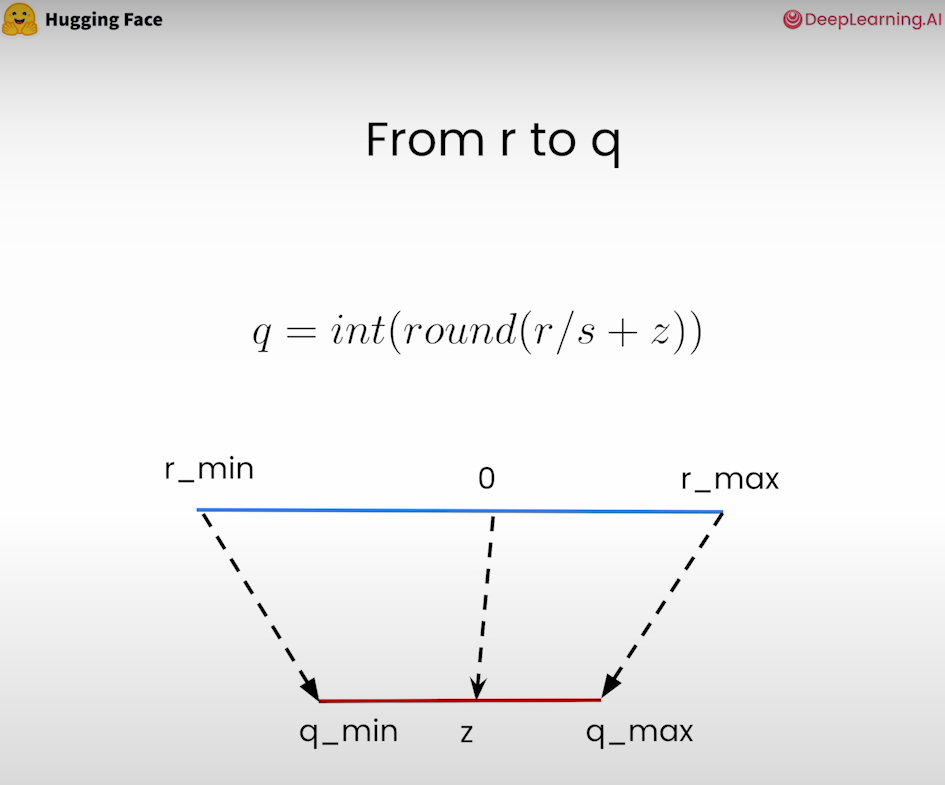 Hugging Face
DeepLearning.AI
From r to q
q = int(round(r/s + z))
r_min 0 r_max
q_min z q_max